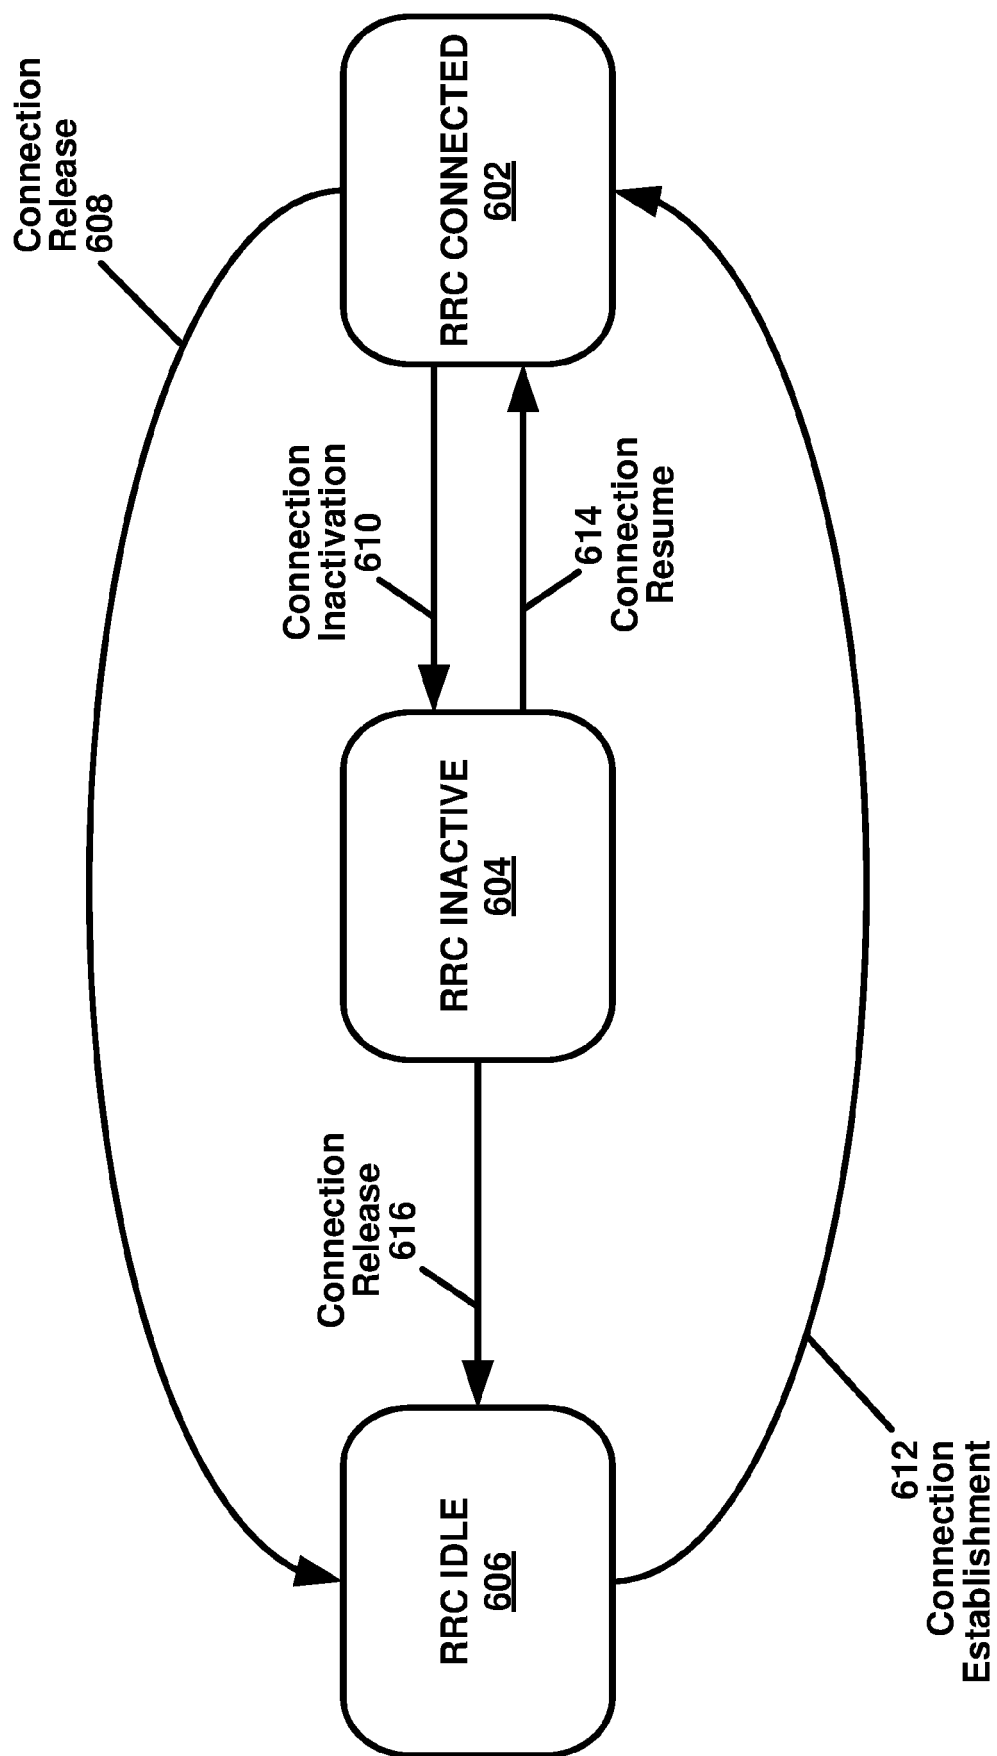 Connection
Release
608
RRC IDLE
606
Connection
Release
616
RRC INACTIVE
604
Connection
Inactivation
610
614
Connection
Resume
RRC CONNECTED
602
612
Connection
Establishment